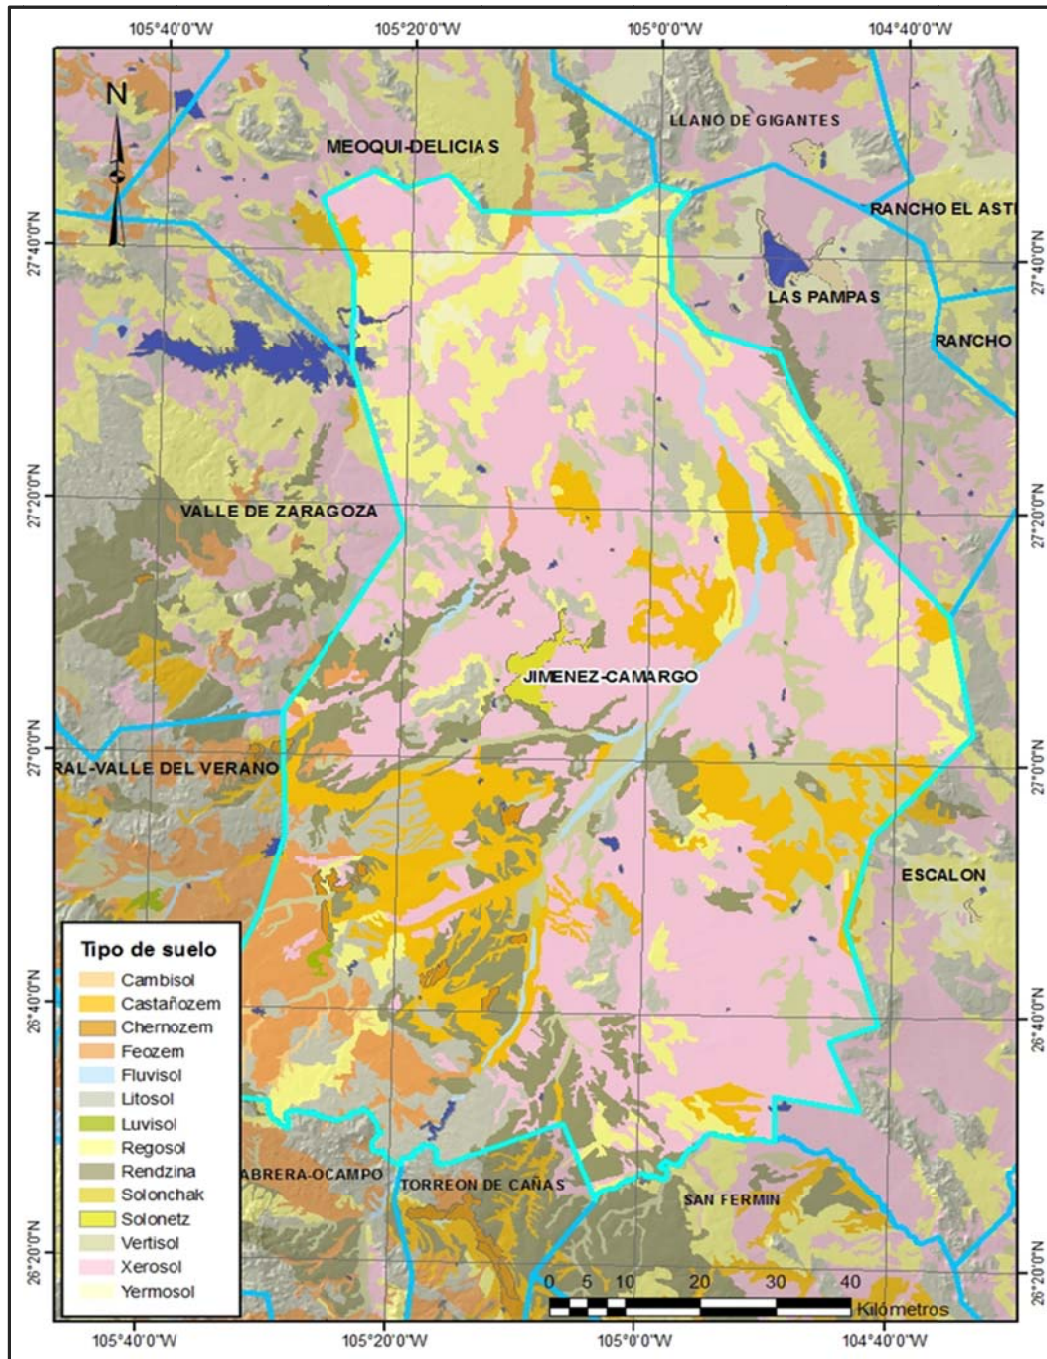 105°40'0"W 105°20'0"W 105°0'0"W 104°40'0"W
N
LLANO DE GIGANTES
MEOQUI-DELICIAS
RANCHO EL ASTI
27°40'0"N
27°40'0"N
LAS PAMPAS
RANCHO
27°20'0"N
27°20'0"N
VALLE DE ZARAGOZA
JIMENEZ-CAMARGO
27°0'0"N
27°0'0"N
RAL-VALLE DEL VERANO
ESCALON
26°40'0"N
26°40'0"N
Tipo de suelo
Cambisol
Castañozem
Chernozem
Feozem
Fluvisol
Litosol
Luvisol
Regosol
Rendzina
Solonchak
Solonetz
Vertisol
Xerosol
Yermosol
ABRERA-OCAMPO
TORREON DE CAÑAS
SAN FERMIN
26°20'0"N
26°20'0"N
0 5 10 20 30 40
Kilómetros
105°40'0"W 105°20'0"W 105°0'0"W 104°40'0"W